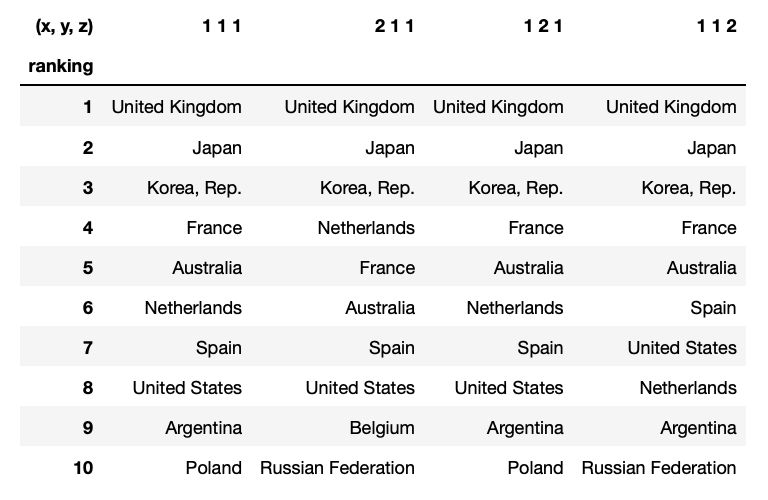 (x, y, z) 1 1 1 2 1 1 1 2 1 1 1 2
ranking
1 United Kingdom United Kingdom United Kingdom United Kingdom
2 Japan Japan Japan Japan
3 Korea, Rep. Korea, Rep. Korea, Rep. Korea, Rep.
4 France Netherlands France France
5 Australia France Australia Australia
6 Netherlands Australia Netherlands Spain
7 Spain Spain Spain United States
8 United States United States United States Netherlands
9 Argentina Belgium Argentina Argentina
10 Poland Russian Federation Poland Russian Federation